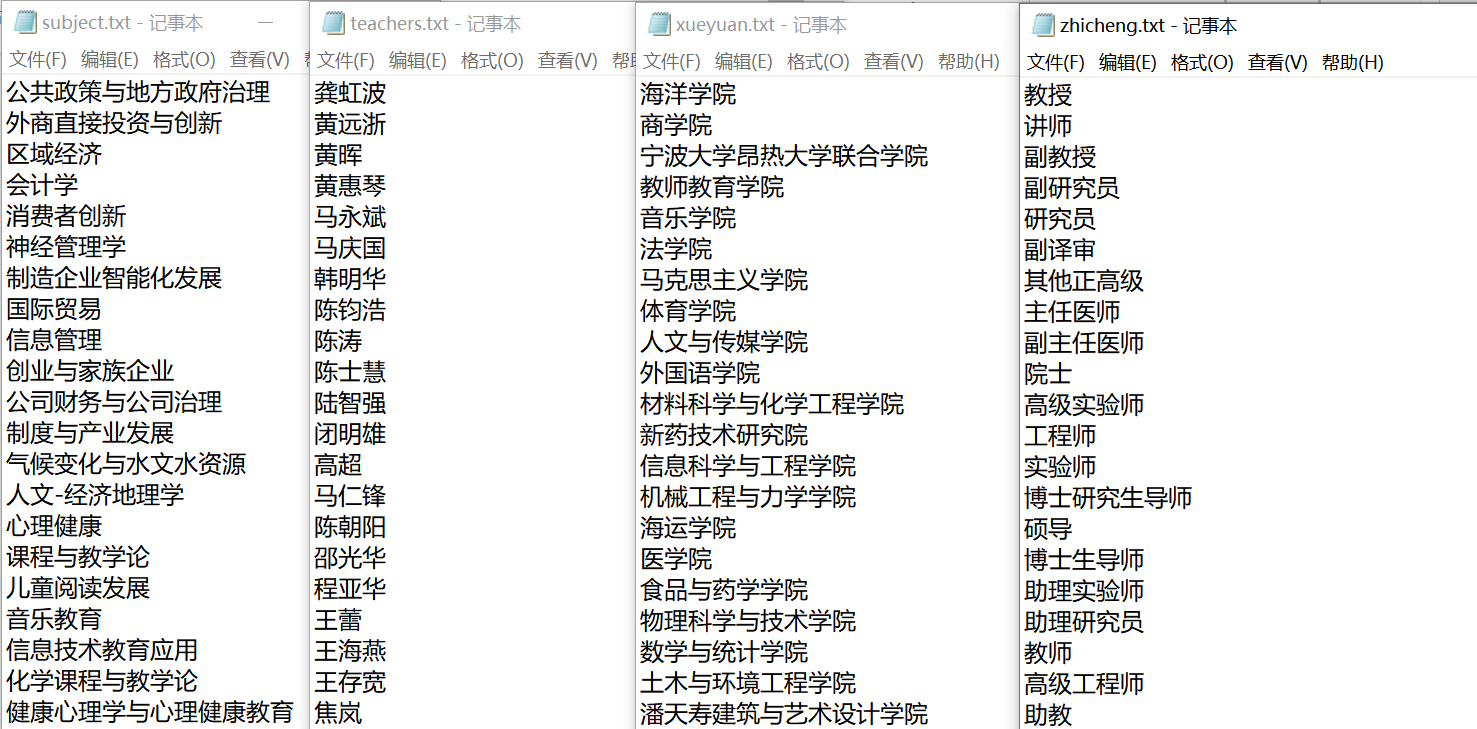 subject.txt - 记事本
文件(F) 编辑(E) 格式(O) 查看(V)
公共政策与地方政府治理
外商直接投资与创新
区域经济
会计学
消费者创新
神经管理学
制造企业智能化发展
国际贸易
信息管理
创业与家族企业
公司财务与公司治理
制度与产业发展
气候变化与水文水资源
人文-经济地理学
心理健康
课程与教学论
儿童阅读发展
音乐教育
信息技术教育应用
化学课程与教学论
健康心理学与心理健康教育
teachers.txt - 记事本
文件(F) 编辑(E) 格式(O) 查看(V) 帮助
龚虹波
黄远浙
黄晖
黄惠琴
马永斌
马庆国
韩明华
陈钧浩
陈涛
陈士慧
陆智强
闭明雄
高超
马仁锋
陈朝阳
邵光华
程亚华
王蕾
王海燕
王存宽
焦岚
xueyuan.txt - 记事本
文件(F) 编辑(E) 格式(O) 查看(V) 帮助(H)
海洋学院
商学院
宁波大学昂热大学联合学院
教师教育学院
音乐学院
法学院
马克思主义学院
体育学院
人文与传媒学院
外国语学院
材料科学与化学工程学院
新药技术研究院
信息科学与工程学院
机械工程与力学学院
海运学院
医学院
食品与药学学院
物理科学与技术学院
数学与统计学院
土木与环境工程学院
潘天寿建筑与艺术设计学院
zhicheng.txt - 记事本
文件(F) 编辑(E) 格式(O) 查看(V) 帮助(H)
教授
讲师
副教授
副研究员
研究员
副译审
其他正高级
主任医师
副主任医师
院士
高级实验师
工程师
实验师
博士研究生导师
硕导
博士生导师
助理实验师
助理研究员
教师
高级工程师
助教